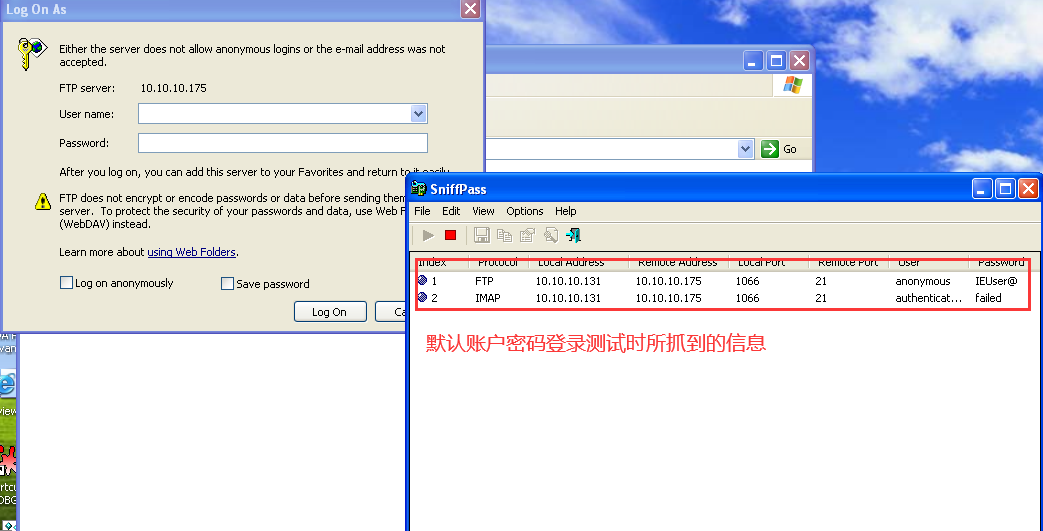 Log On As
Either the server does not allow anonymous logins or the e-mail address was not
accepted.
FTP server: 10.10.10.175
User name:
Password:
After you log on, you can add this server to your Favorites and return to it easily.
FTP does not encrypt or encode passwords or data before sending them
server. To protect the security of your passwords and data, use Web F
(WebDAV) instead.
Learn more about using Web Folders.
Log on anonymously
Save password
Log On
Ca
Go
SniffPass
File Edit View Options Help
Index Protocol Local Address Remote Address Local Port Remote Port User Password
1 FTP 10.10.10.131 10.10.10.175 1066 21 anonymous IEUser@
2 IMAP 10.10.10.131 10.10.10.175 1066 21 authenticat... failed
默认账户密码登录测试时所抓到的信息